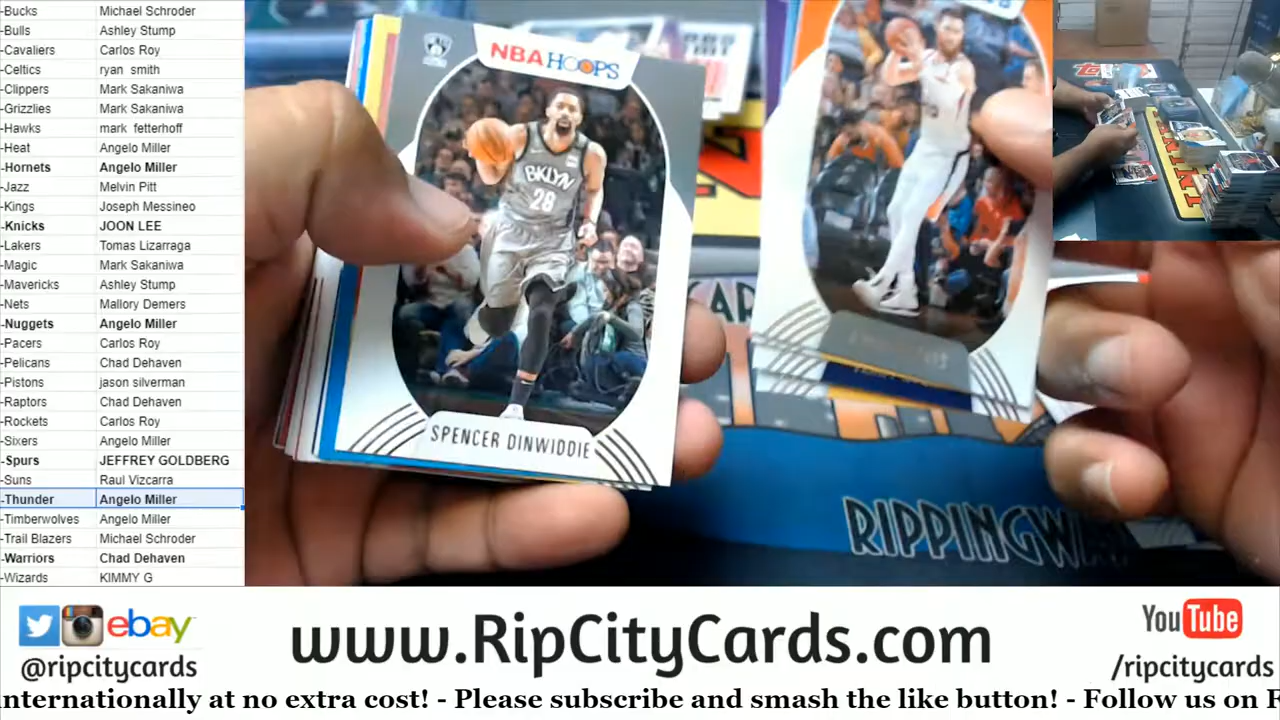 -Bucks Michael Schroder
-Bulls Ashley Stump
-Cavaliers Carlos Roy
-Celtics ryan smith
-Clippers Mark Sakaniwa
-Grizzlies Mark Sakaniwa
-Hawks mark fetterhoff
-Heat Angelo Miller
-Hornets Angelo Miller
-Jazz Melvin Pitt
-Kings Joseph Messineo
-Knicks JOON LEE
-Lakers Tomas Lizarraga
-Magic Mark Sakaniwa
-Mavericks Ashley Stump
-Nets Mallory Demers
-Nuggets Angelo Miller
-Pacers Carlos Roy
-Pelicans Chad Dehaven
-Pistons jason silverman
-Raptors Chad Dehaven
-Rockets Carlos Roy
-Sixers Angelo Miller
-Spurs JEFFREY GOLDBERG
-Suns Raul Vizcarra
-Thunder Angelo Miller
-Timberwolves Angelo Miller
-Trail Blazers Michael Schroder
-Warriors Chad Dehaven
-Wizards KIMMY G
NBA HOOPS
BKLYN
28
SPENCER DINWIDDIE
CAR
RIPPINGW
PANINI
ebay
@ripcitycards
www.RipCityCards.com
YouTube
/ripcitycards
internationally at no extra cost! - Please subscribe and smash the like button! - Follow us on F